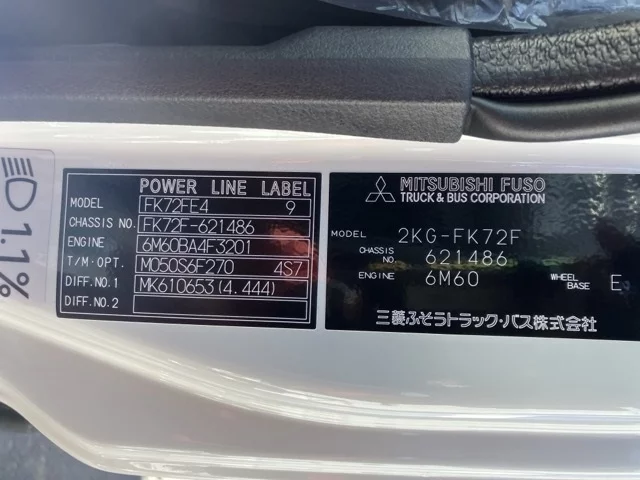 1.1%
POWER LINE LABEL
MODEL FK72FE4 9
CHASSIS NO. FK72F-621486
ENGINE 6M60BA4F3201
T/M·OPT. M050S6F270 4S7
DIFF.NO.1 MK610653(4.444)
DIFF.NO.2
MITSUBISHI FUSO
TRUCK & BUS CORPORATION
MODEL 2KG-FK72F
CHASSIS NO. 621486
ENGINE 6M60 WHEEL BASE E
三菱ふそうトラック・バス株式会社